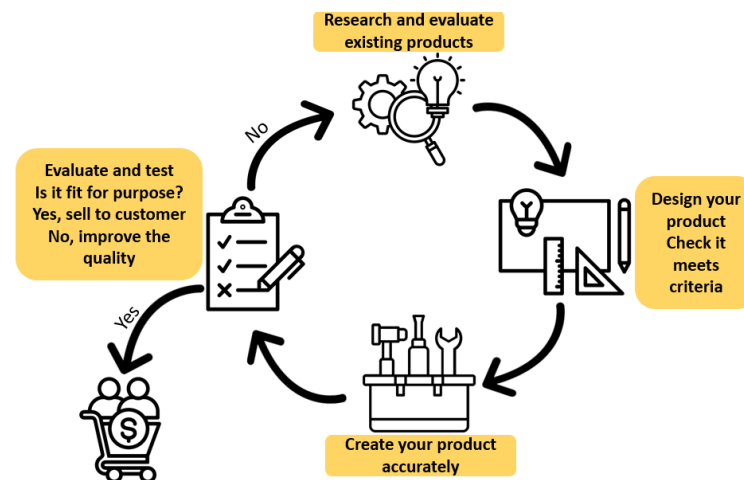 Research and evaluate
existing products
No
Evaluate and test
Is it fit for purpose?
Yes, sell to customer
No, improve the
quality
Design your
product
Check it
meets
criteria
Yes
$
Create your product
accurately